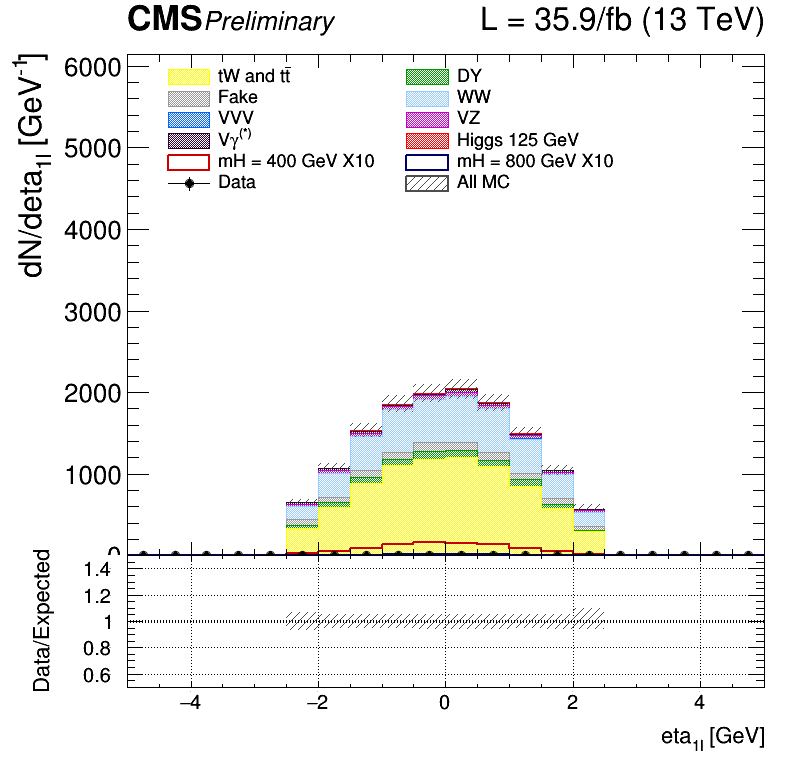 CMS Preliminary L = 35.9/fb (13 TeV)
dN/deta1l [GeV-1]
6000
5000
4000
3000
2000
1000
0
tW and tt̄ DY
Fake WW
VVV VZ
Vγ(*) Higgs 125 GeV
mH = 400 GeV X10 mH = 800 GeV X10
Data All MC
Data/Expected
1.4
1.2
1
0.8
0.6
−4 −2 0 2 4
eta1l [GeV]